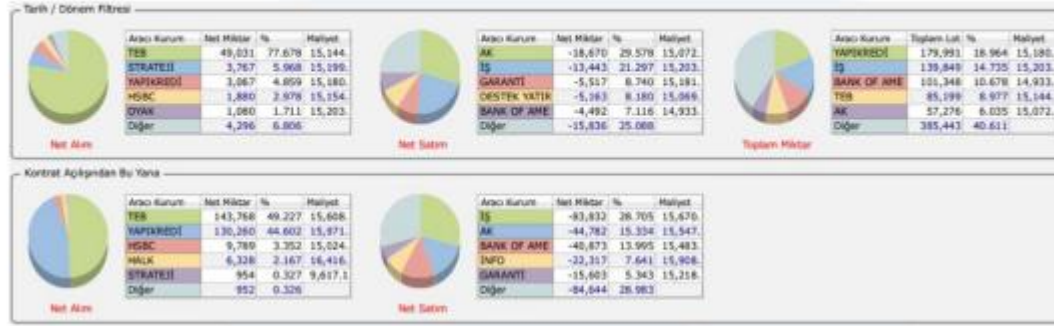 Tarih / Dönem Filtresi
Aracı Kurum Net Miktar % Maliyet
TEB 49,031 77.678 15,144.
STRATEJİ 3,767 5.968 15,199.
YAPIKREDİ 3,067 4.859 15,180.
HSBC 1,880 2.978 15,154.
OYAK 1,080 1.711 15,203.
Diğer 4,296 6.806
Net Alım
Aracı Kurum Net Miktar % Maliyet
AK -18,670 29.578 15,072.
İŞ -13,443 21.297 15,203.
GARANTİ -5,517 8.740 15,181.
DESTEK YATIR -5,163 8.180 15,069.
BANK OF AME -4,492 7.116 14,933.
Diğer -15,836 25.088
Net Satım
Aracı Kurum Toplam Lot % Maliyet
YAPIKREDİ 179,991 18.964 15,180.
İŞ 139,849 14.735 15,203.
BANK OF AME 101,348 10.678 14,933.
TEB 85,199 8.977 15,144.
AK 57,276 6.035 15,072.
Diğer 385,443 40.611
Toplam Miktar
Kontrat Açılışından Bu Yana
Aracı Kurum Net Miktar % Maliyet
TEB 143,768 49.227 15,608.
YAPIKREDİ 130,260 44.602 15,971.
HSBC 9,789 3.352 15,024.
HALK 6,328 2.167 16,416.
STRATEJİ 954 0.327 9,617.1
Diğer 952 0.326
Net Alım
Aracı Kurum Net Miktar % Maliyet
İŞ -83,832 28.705 15,670.
AK -44,782 15.334 15,547.
BANK OF AME -40,873 13.995 15,483.
İNFO -22,317 7.641 15,908.
GARANTİ -15,603 5.343 15,218.
Diğer -84,644 28.983
Net Satım